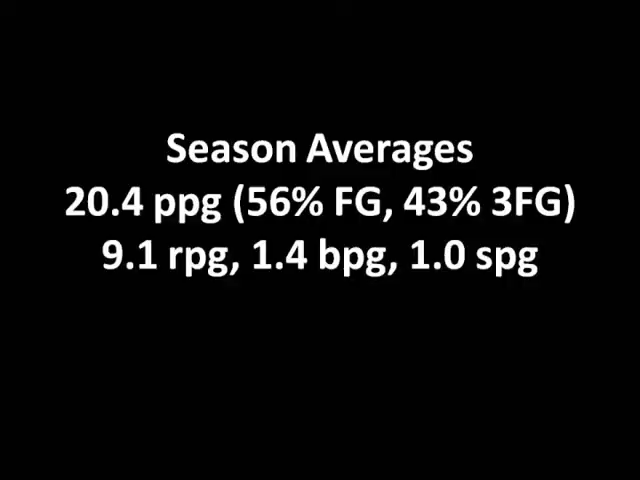 Season Averages
20.4 ppg (56% FG, 43% 3FG)
9.1 rpg, 1.4 bpg, 1.0 spg